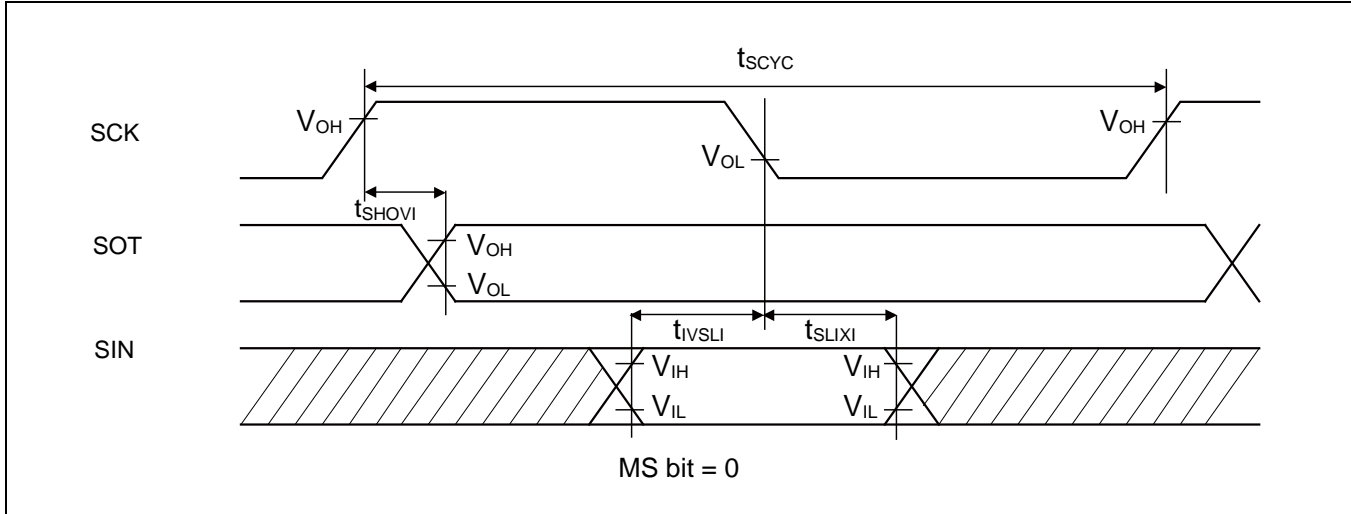 tSCYC
SCK
VOH
VOL
VOH
tSHOVI
SOT
VOH
VOL
SIN
tIVSLI
tSLIXI
VIH
VIL
VIH
VIL
MS bit = 0